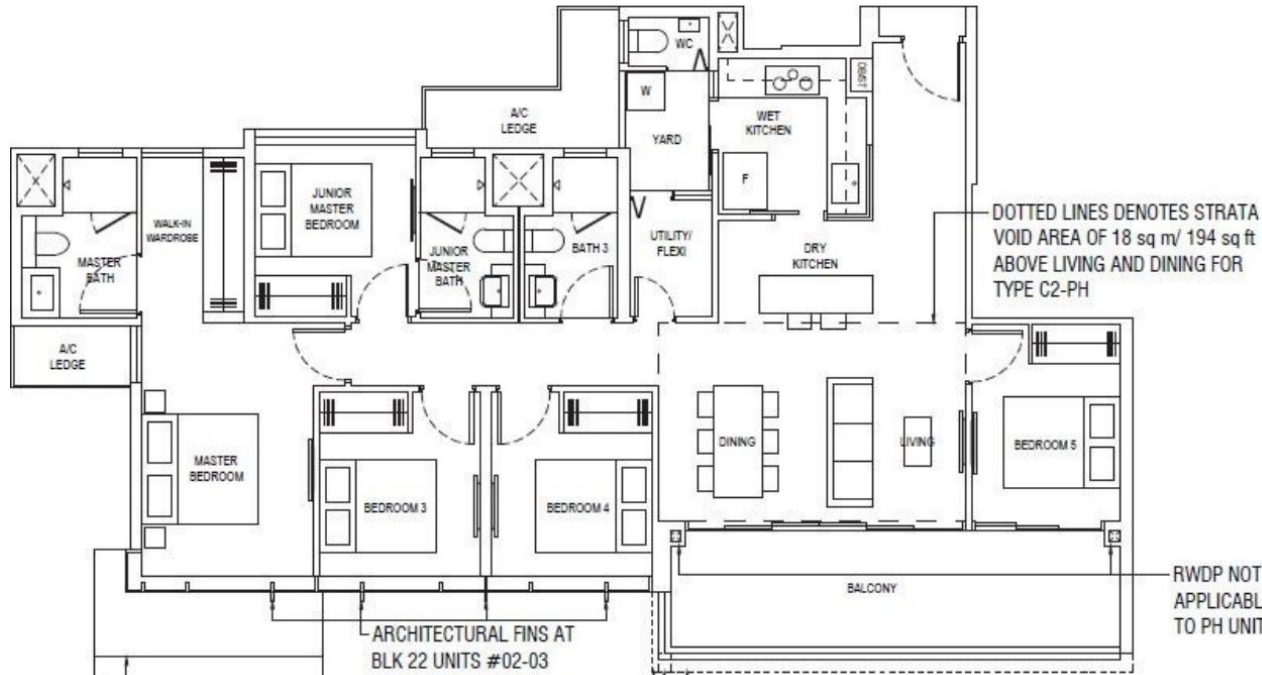 WC
DB/ST
W
A/C
LEDGE
WET
KITCHEN
YARD
F
X
JUNIOR
MASTER
BEDROOM
WALK-IN
WARDROBE
MASTER
BATH
JUNIOR
MASTER
BATH
BATH 3
UTILITY/
FLEXI
DRY
KITCHEN
DOTTED LINES DENOTES STRATA
VOID AREA OF 18 sq m/ 194 sq ft
ABOVE LIVING AND DINING FOR
TYPE C2-PH
A/C
LEDGE
MASTER
BEDROOM
BEDROOM 3
BEDROOM 4
DINING
LIVING
BEDROOM 5
BALCONY
RWDP NOT
APPLICABL
TO PH UNIT
ARCHITECTURAL FINS AT
BLK 22 UNITS #02-03